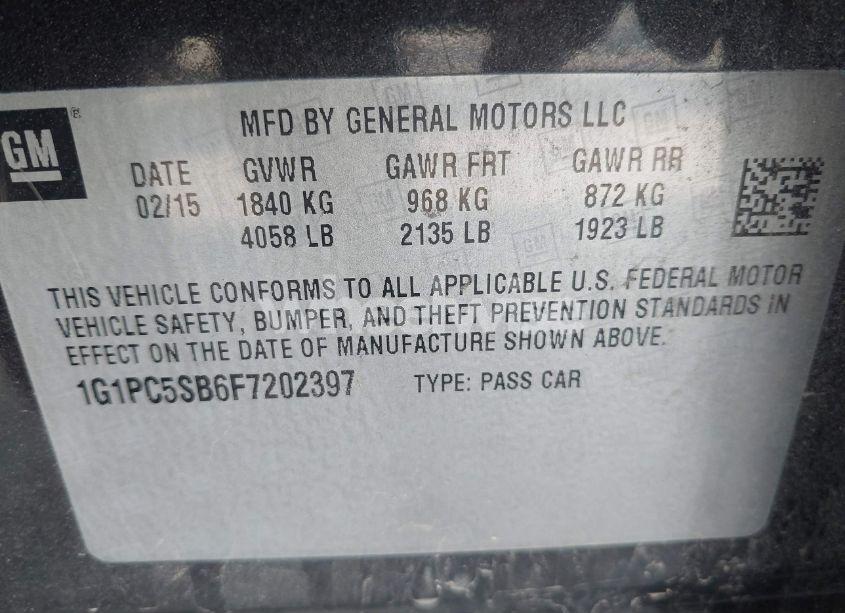 GM
MFD BY GENERAL MOTORS LLC
DATE GVWR GAWR FRT GAWR RR
02/15 1840 KG 968 KG 872 KG
4058 LB 2135 LB 1923 LB
THIS VEHICLE CONFORMS TO ALL APPLICABLE U.S. FEDERAL MOTOR
VEHICLE SAFETY, BUMPER, AND THEFT PREVENTION STANDARDS IN
EFFECT ON THE DATE OF MANUFACTURE SHOWN ABOVE.
1G1PC5SB6F7202397 TYPE: PASS CAR